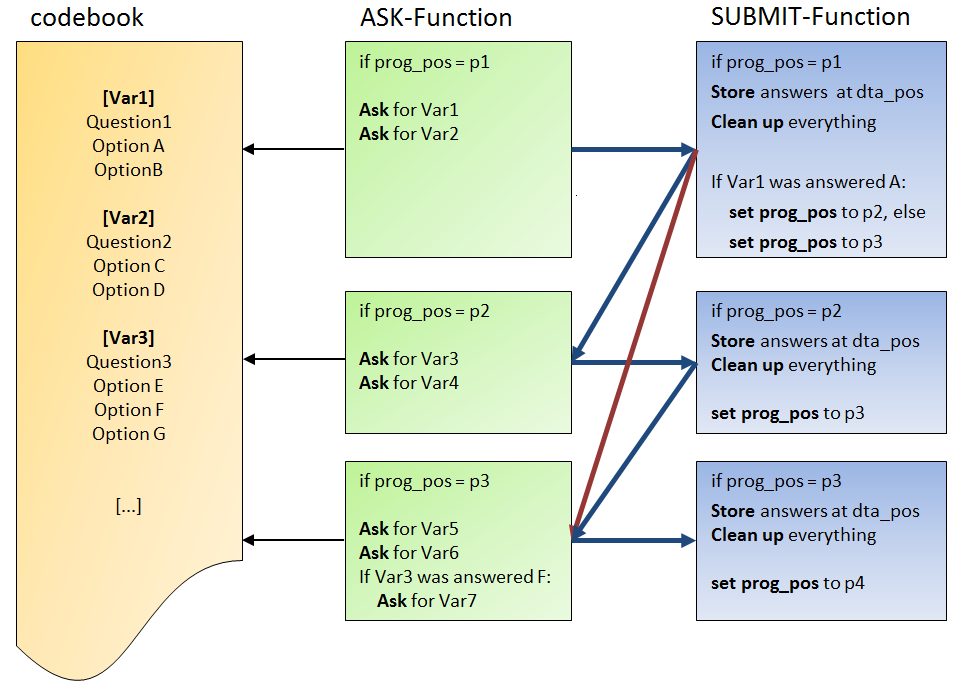 codebook
[Var1]
Question1
Option A
OptionB
[Var2]
Question2
Option C
Option D
[Var3]
Question3
Option E
Option F
Option G
[...]
ASK-Function
if prog_pos = p1
Ask for Var1
Ask for Var2
if prog_pos = p2
Ask for Var3
Ask for Var4
if prog_pos = p3
Ask for Var5
Ask for Var6
If Var3 was answered F:
Ask for Var7
SUBMIT-Function
if prog_pos = p1
Store answers at dta_pos
Clean up everything
If Var1 was answered A:
set prog_pos to p2, else
set prog_pos to p3
if prog_pos = p2
Store answers at dta_pos
Clean up everything
set prog_pos to p3
if prog_pos = p3
Store answers at dta_pos
Clean up everything
set prog_pos to p4